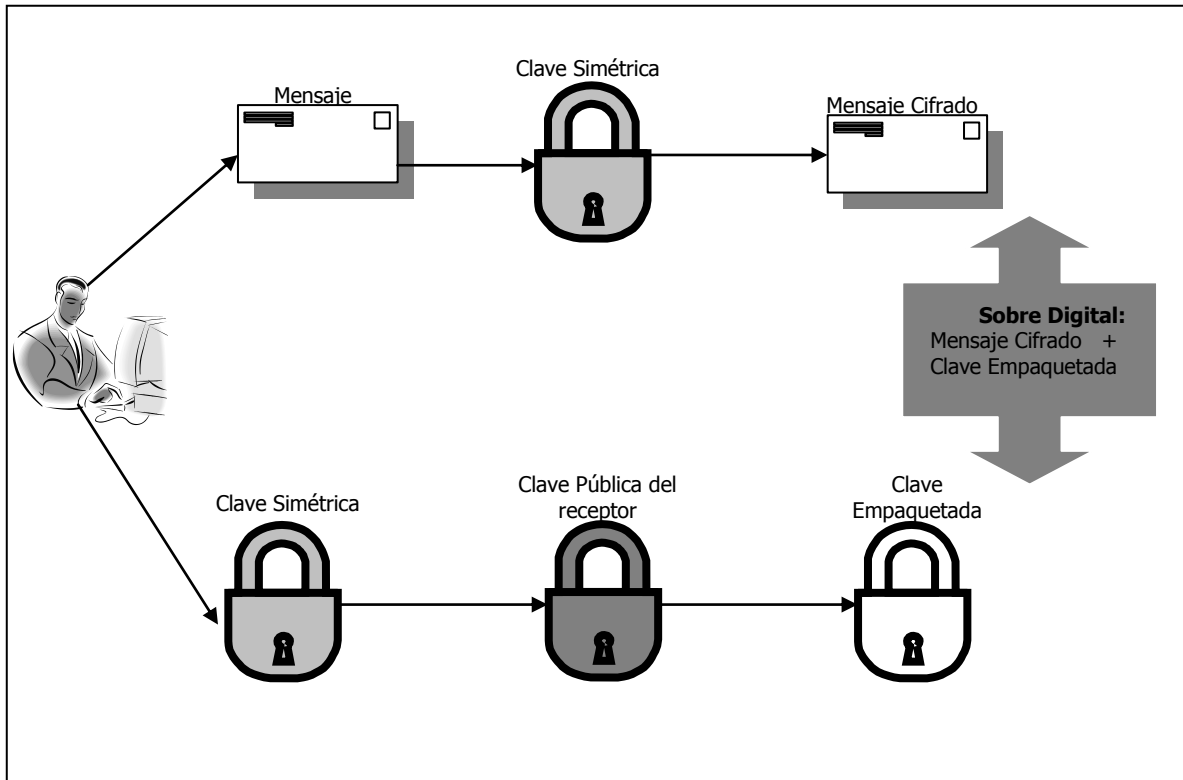 Clave Simétrica
Mensaje
Mensaje Cifrado
Sobre Digital:
Mensaje Cifrado +
Clave Empaquetada
Clave Simétrica
Clave Pública del
receptor
Clave
Empaquetada